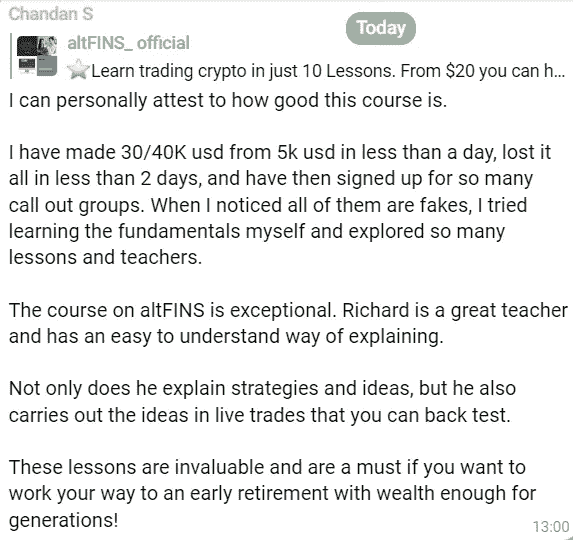 Chandan S
Today
altFINS_ official
⭐Learn trading crypto in just 10 Lessons. From $20 you can h...
I can personally attest to how good this course is.
I have made 30/40K usd from 5k usd in less than a day, lost it
all in less than 2 days, and have then signed up for so many
call out groups. When I noticed all of them are fakes, I tried
learning the fundamentals myself and explored so many
lessons and teachers.
The course on altFINS is exceptional. Richard is a great teacher
and has an easy to understand way of explaining.
Not only does he explain strategies and ideas, but he also
carries out the ideas in live trades that you can back test.
These lessons are invaluable and are a must if you want to
work your way to an early retirement with wealth enough for
generations!
13:00